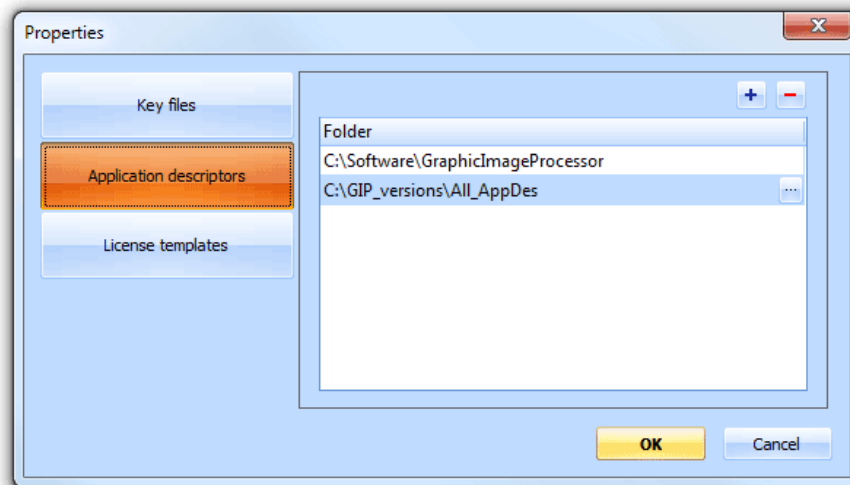 Properties
Key files
Application descriptors
License templates
Folder
C:\Software\GraphicImageProcessor
C:\GIP_versions\All_AppDes
...
OK
Cancel